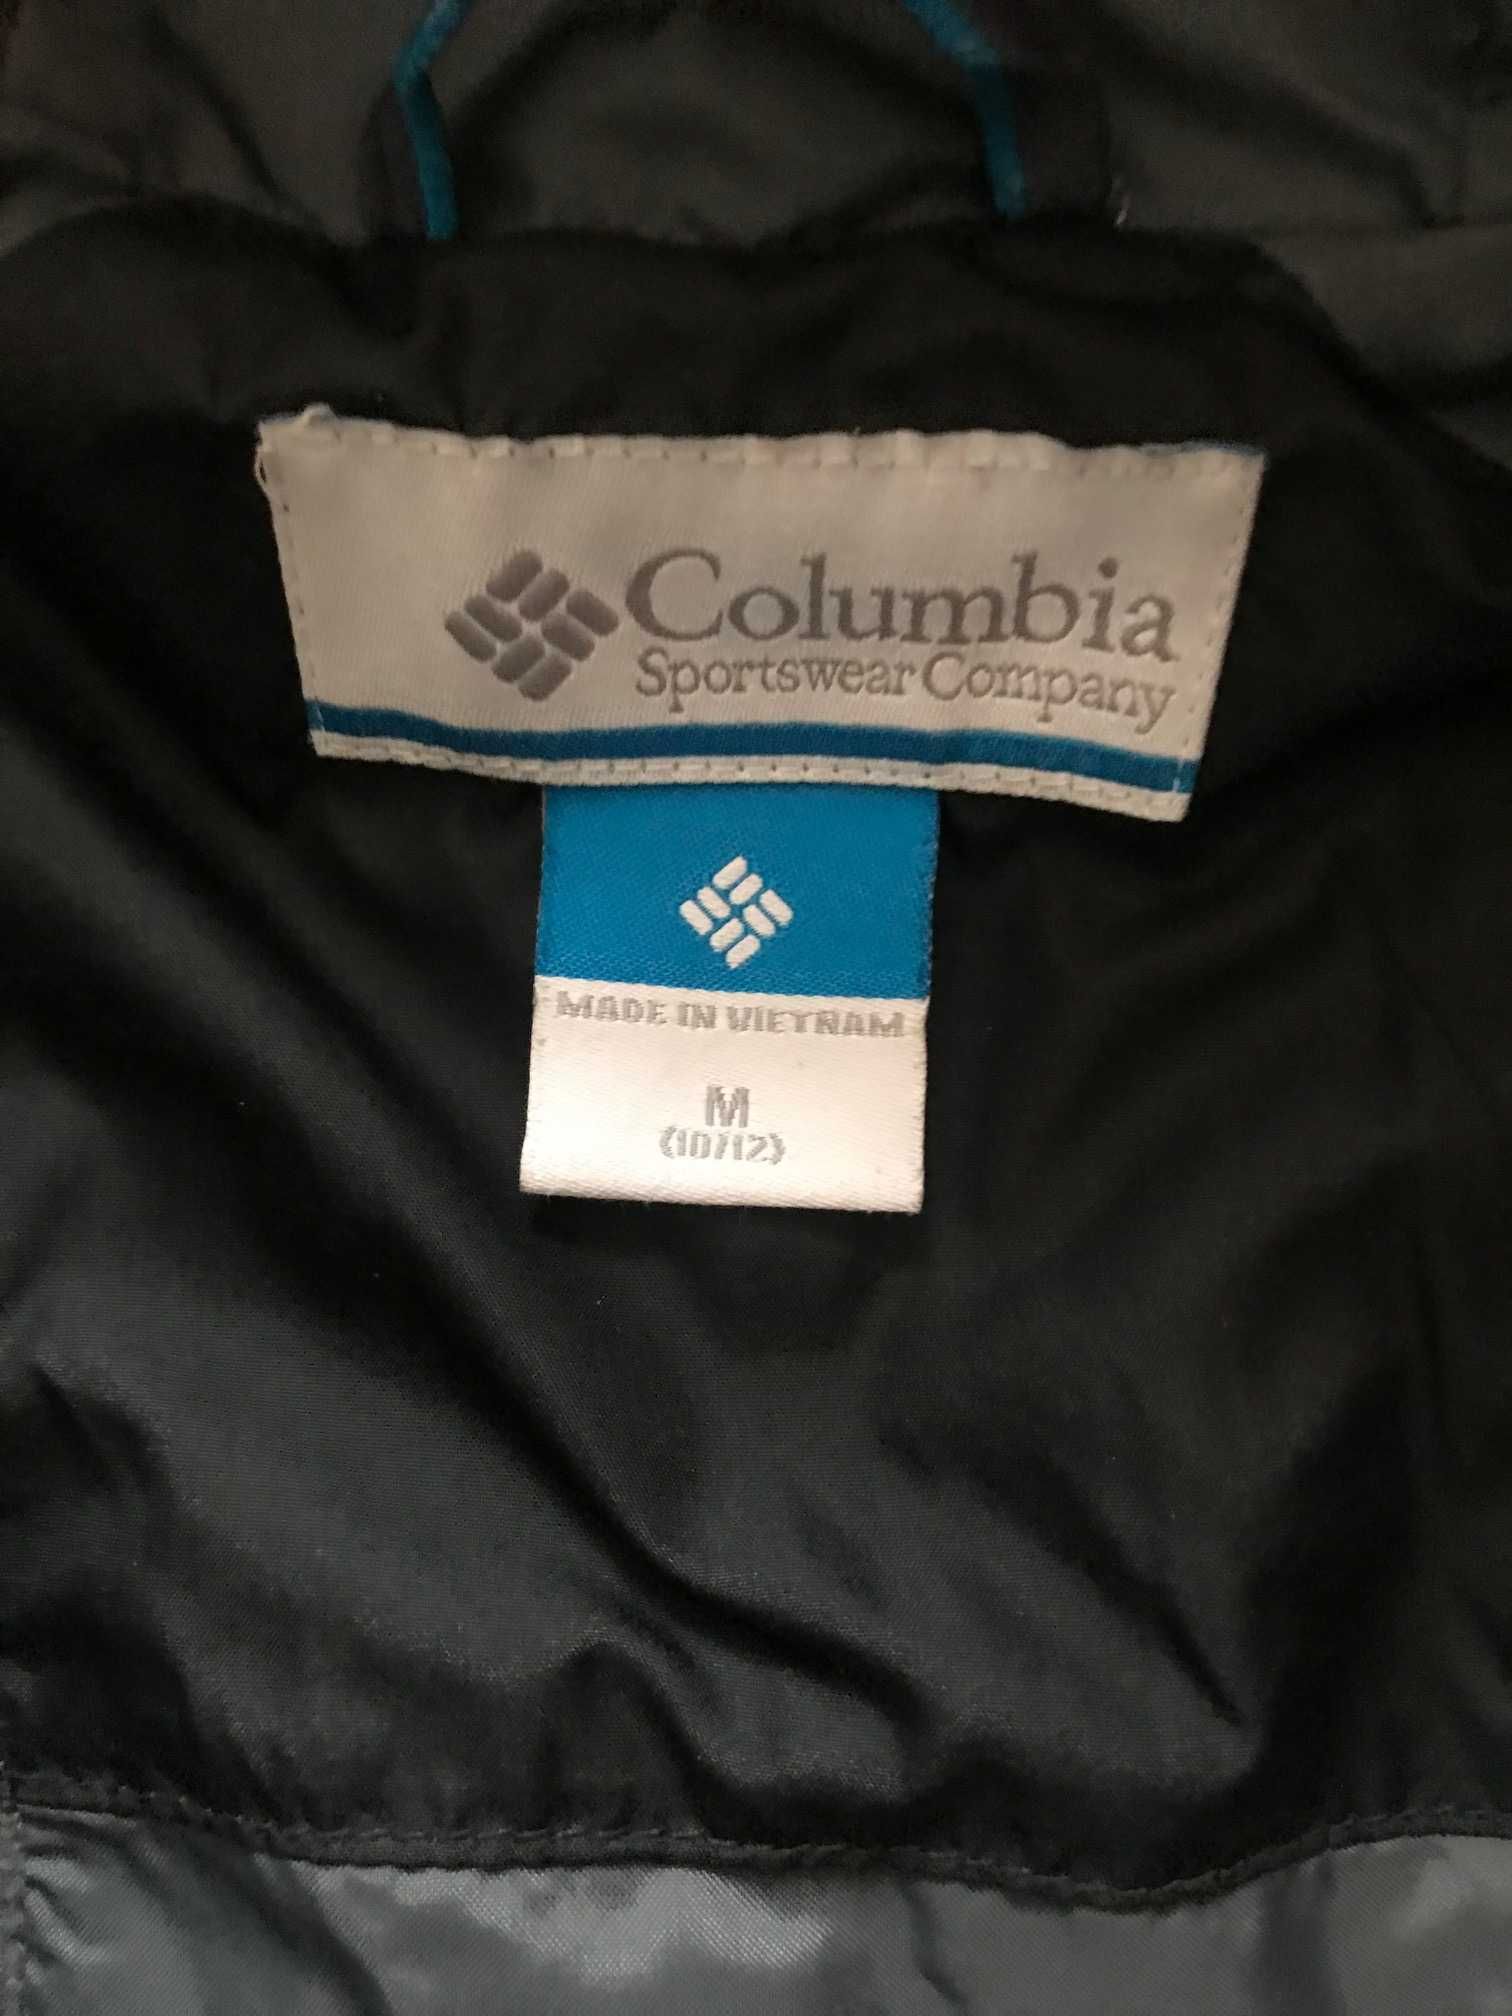 Columbia
Sportswear Company
MADE IN VIETNAM
M
(10/12)